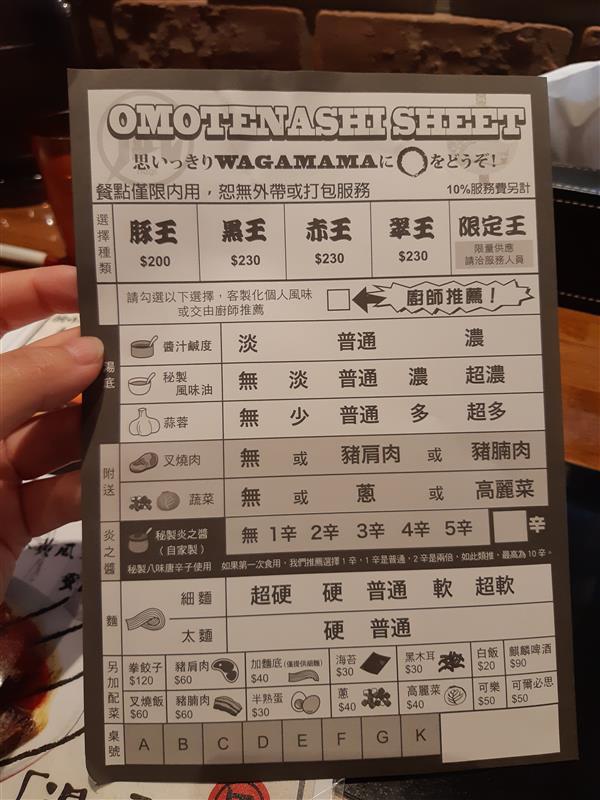 OMOTENASHI SHEET
思いっきりWAGAMAMAに◯をどうぞ!
餐點僅限內用，恕無外帶或打包服務 10%服務費另計
選擇種類 豚王 黒王 赤王 翠王 限定王
$200 $230 $230 $230 限量供應
請洽服務人員
請勾選以下選擇，客製化個人風味
或交由廚師推薦 廚師推薦！
湯底
醬汁鹹度 淡 普通 濃
秘製風味油 無 淡 普通 濃 超濃
蒜蓉 無 少 普通 多 超多
附送
叉燒肉 無 或 豬肩肉 或 豬腩肉
蔬菜 無 或 蔥 或 高麗菜
炎之醬
秘製炎之醬
（自家製） 無 1辛 2辛 3辛 4辛 5辛 辛
秘製八味唐辛子使用 如果第一次食用，我們推薦選擇 1 辛，1 辛是普通，2 辛是兩倍，如此類推，最高為 10 辛。
麵
細麵 超硬 硬 普通 軟 超軟
太麵 硬 普通
另加配菜
拳餃子 $120 豬肩肉 $60 加麵底(僅提供細麵) $40 海苔 $30 黑木耳 $30 白飯 $20 麒麟啤酒 $90
叉燒飯 $60 豬腩肉 $60 半熟蛋 $30 蔥 $40 高麗菜 $40 可樂 $50 可爾必思 $50
桌號 A B C D E F G K